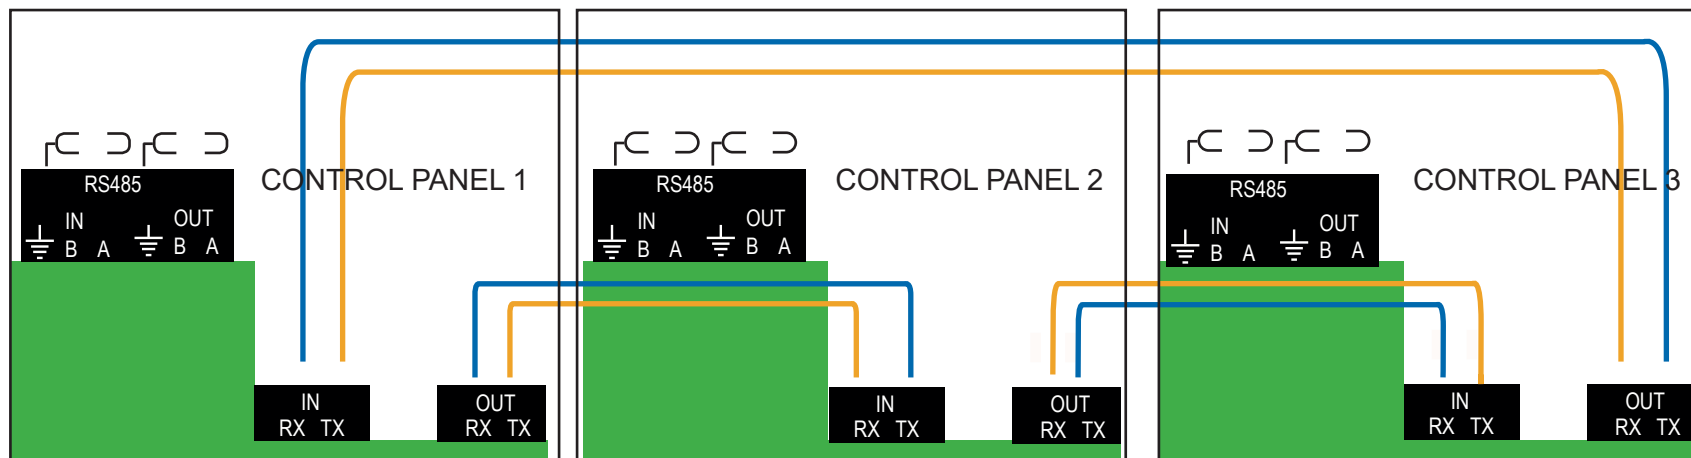 CONTROL PANEL 1
RS485
IN OUT
B A B A
IN
RX TX
OUT
RX TX
CONTROL PANEL 2
RS485
IN OUT
B A B A
IN
RX TX
OUT
RX TX
CONTROL PANEL 3
RS485
IN OUT
B A B A
IN
RX TX
OUT
RX TX